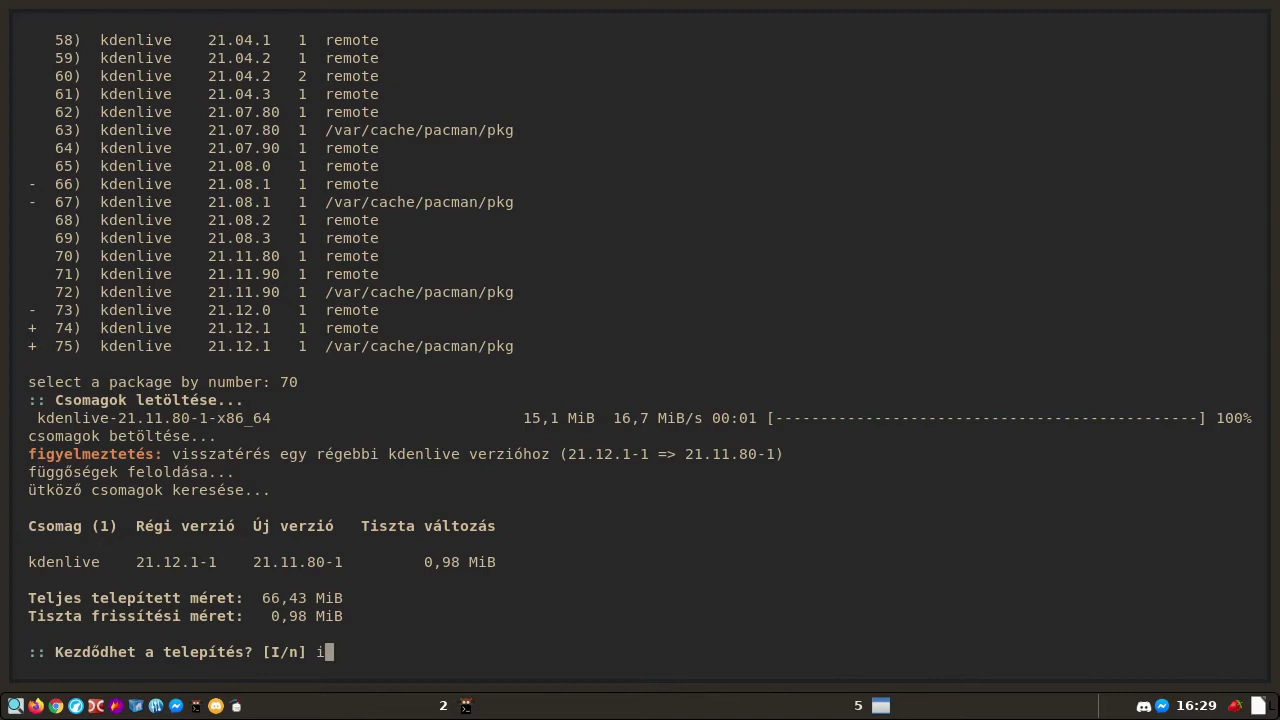 58)  kdenlive    21.04.1   1  remote
59)  kdenlive    21.04.2   1  remote
60)  kdenlive    21.04.2   2  remote
61)  kdenlive    21.04.3   1  remote
62)  kdenlive    21.07.80  1  remote
63)  kdenlive    21.07.80  1  /var/cache/pacman/pkg
64)  kdenlive    21.07.90  1  remote
65)  kdenlive    21.08.0   1  remote
-  66)  kdenlive    21.08.1   1  remote
-  67)  kdenlive    21.08.1   1  /var/cache/pacman/pkg
68)  kdenlive    21.08.2   1  remote
69)  kdenlive    21.08.3   1  remote
70)  kdenlive    21.11.80  1  remote
71)  kdenlive    21.11.90  1  remote
72)  kdenlive    21.11.90  1  /var/cache/pacman/pkg
-  73)  kdenlive    21.12.0   1  remote
+  74)  kdenlive    21.12.1   1  remote
+  75)  kdenlive    21.12.1   1  /var/cache/pacman/pkg
select a package by number: 70
:: Csomagok letöltése...
kdenlive-21.11.80-1-x86_64   15,1 MiB  16,7 MiB/s 00:01 [-----------------------------------------------] 100%
csomagok betöltése...
figyelmeztetés: visszatérés egy régebbi kdenlive verzióhoz (21.12.1-1 => 21.11.80-1)
függőségek feloldása...
ütköző csomagok keresése...
Csomag (1)  Régi verzió  Új verzió   Tiszta változás
kdenlive    21.12.1-1    21.11.80-1         0,98 MiB
Teljes telepített méret:  66,43 MiB
Tiszta frissítési méret:   0,98 MiB
:: Kezdődhet a telepítés? [I/n] i
2 5 16:29